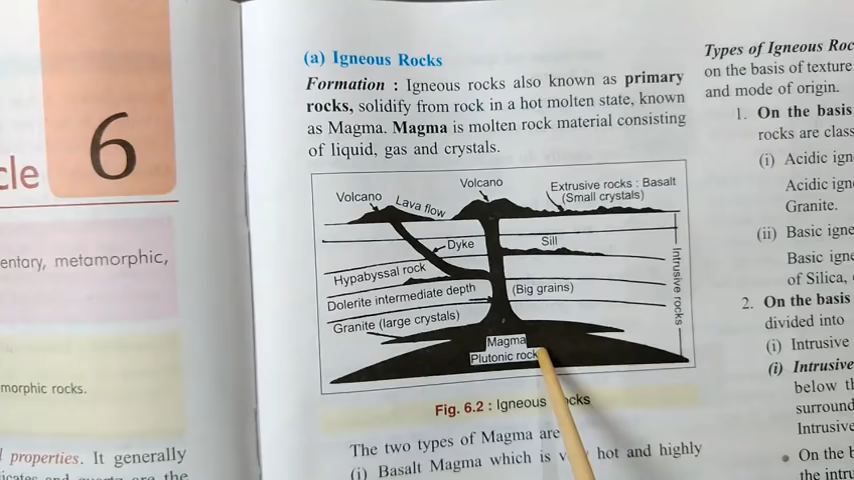 6
cle
entary, metamorphic,
morphic rocks.
properties. It generally
are the
(a) Igneous Rocks
Formation : Igneous rocks also known as primary
rocks, solidify from rock in a hot molten state, known
as Magma. Magma is molten rock material consisting
of liquid, gas and crystals.
Volcano
Lava flow
Volcano
Extrusive rocks : Basalt
(Small crystals)
Dyke
Sill
Hypabyssal rock
Dolerite intermediate depth
(Big grains)
Granite (large crystals)
Intrusive rocks
Magma
Plutonic rock
Fig. 6.2 : Igneous
The two types of Magma are
(i) Basalt Magma which is hot and highly
Types of Igneous Roc
on the basis of texture
and mode of origin.
1. On the basis
rocks are class
(i) Acidic ign
Acidic ign
Granite.
(ii) Basic igne
Basic igne
of Silica,
2. On the basis
divided into
(i) Intrusive
(i) Intrusive
below th
surround
Intrusive
• On the b
the intru